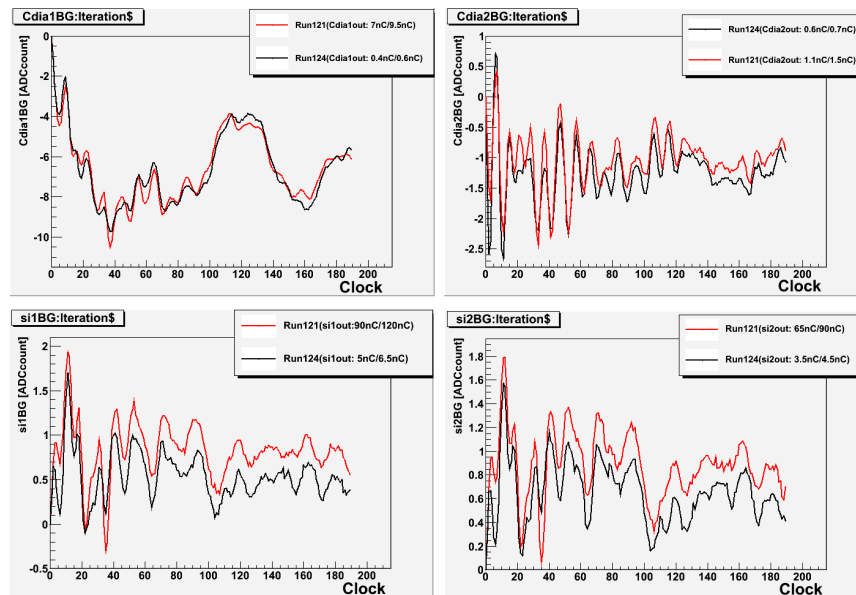 Cdia1BG:Iteration$
Run121(Cdia1out: 7nC/9.5nC)
Run124(Cdia1out: 0.4nC/0.6nC)
Cdia1BG [ADCcount]
0
-2
-4
-6
-8
-10
0 20 40 60 80 100 120 140 160 180 200
Clock
Cdia2BG:Iteration$
Run124(Cdia2out: 0.6nC/0.7nC)
Run121(Cdia2out: 1.1nC/1.5nC)
Cdia2BG [ADCcount]
1
0.5
0
-0.5
-1
-1.5
-2
-2.5
0 20 40 60 80 100 120 140 160 180 200
Clock
si1BG:Iteration$
Run121(si1out:90nC/120nC)
Run124(si1out: 5nC/6.5nC)
si1BG [ADCcount]
2
1.5
1
0.5
0
-0.5
0 20 40 60 80 100 120 140 160 180 200
Clock
si2BG:Iteration$
Run121(si2out: 65nC/90nC)
Run124(si2out: 3.5nC/4.5nC)
si2BG [ADCcount]
1.8
1.6
1.4
1.2
1
0.8
0.6
0.4
0.2
0
0 20 40 60 80 100 120 140 160 180 200
Clock